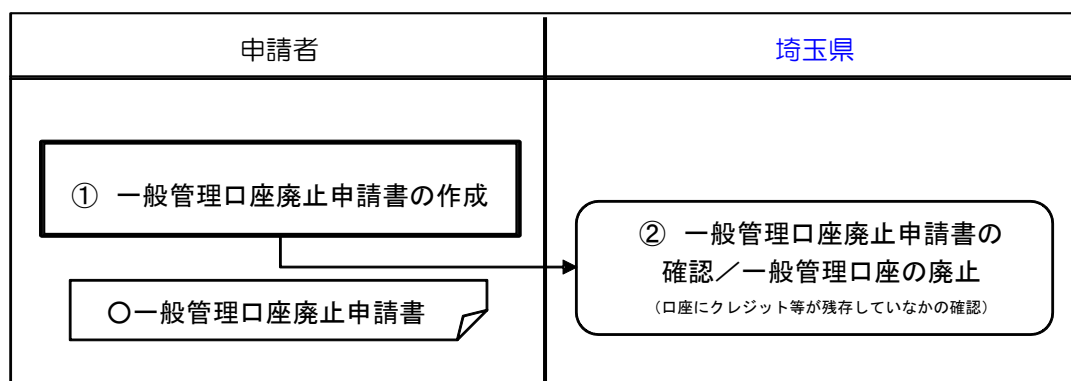 申請者
埼玉県
① 一般管理口座廃止申請書の作成
② 一般管理口座廃止申請書の
確認／一般管理口座の廃止
（口座にクレジット等が残存していなかの確認）
〇一般管理口座廃止申請書